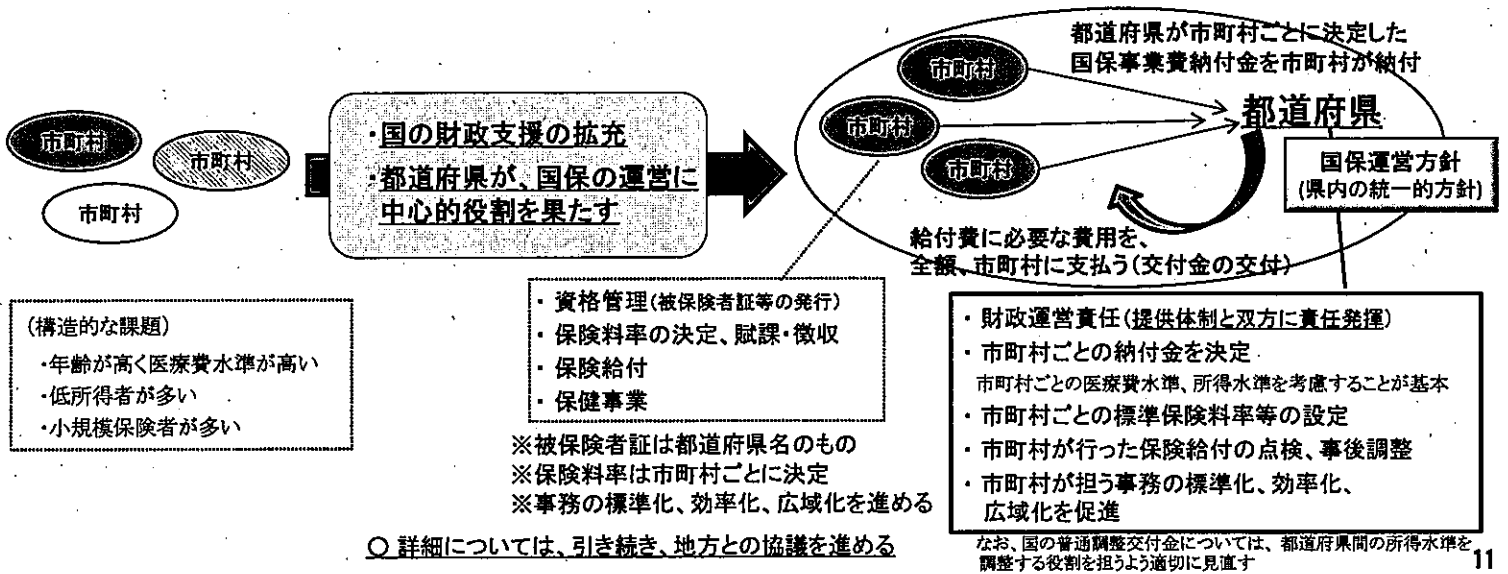 市町村
市町村
市町村
・国の財政支援の拡充
・都道府県が、国保の運営に
中心的役割を果たす
都道府県が市町村ごとに決定した
国保事業費納付金を市町村が納付
市町村
市町村
市町村
都道府県
国保運営方針
(県内の統一的方針)
給付費に必要な費用を、
全額、市町村に支払う(交付金の交付)
(構造的な課題)
・年齢が高く医療費水準が高い
・低所得者が多い
・小規模保険者が多い
・ 資格管理(被保険者証等の発行)
・ 保険料率の決定、賦課・徴収
・ 保険給付
・ 保健事業
※被保険者証は都道府県名のもの
※保険料率は市町村ごとに決定
※事務の標準化、効率化、広域化を進める
・ 財政運営責任(提供体制と双方に責任発揮)
・ 市町村ごとの納付金を決定
市町村ごとの医療費水準、所得水準を考慮することが基本
・ 市町村ごとの標準保険料率等の設定
・ 市町村が行った保険給付の点検、事後調整
・ 市町村が担う事務の標準化、効率化、
広域化を促進
○ 詳細については、引き続き、地方との協議を進める
なお、国の普通調整交付金については、都道府県間の所得水準を
調整する役割を担うよう適切に見直す
11